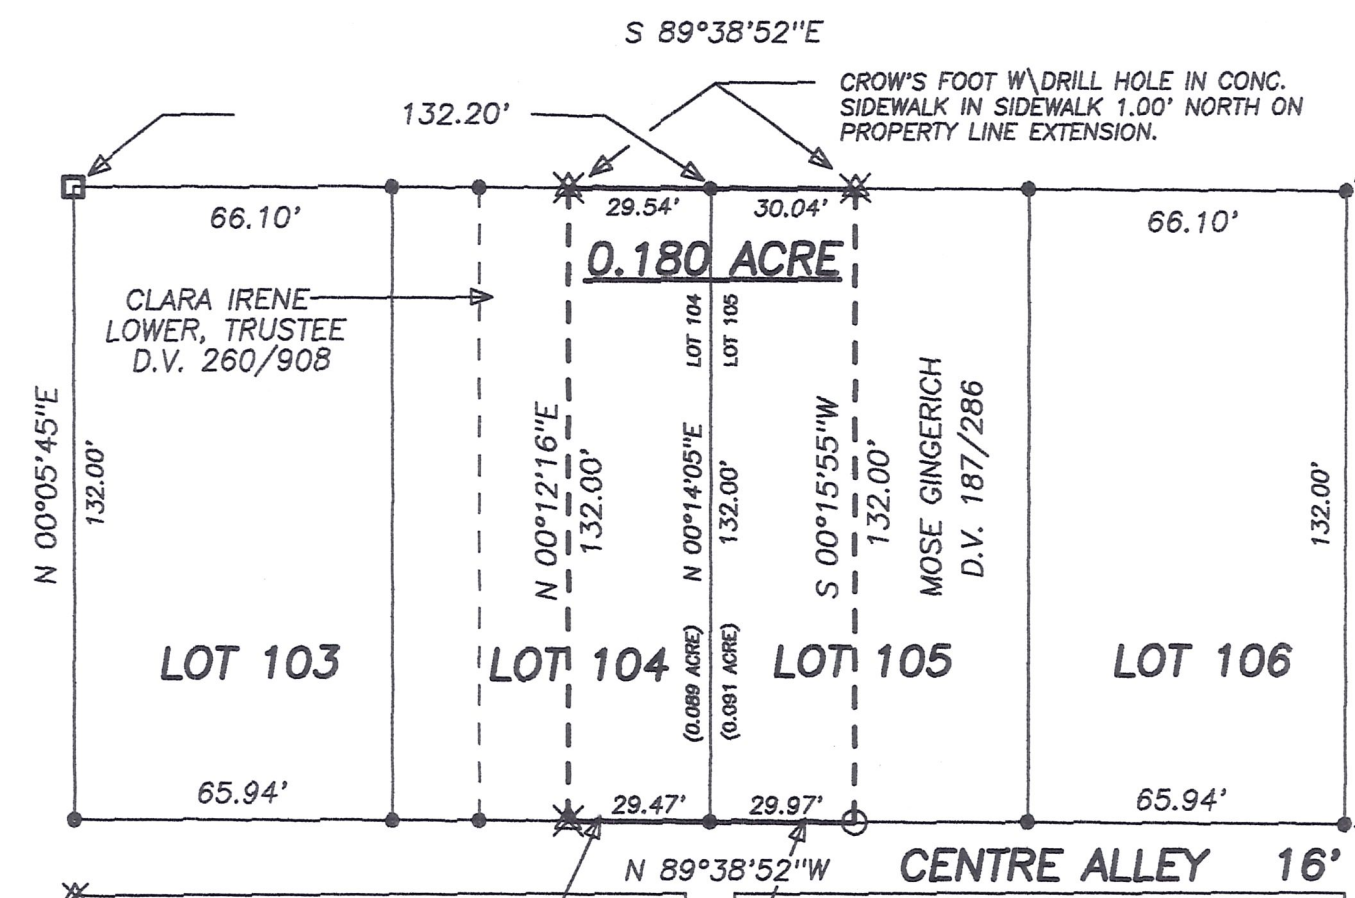 S 89°38'52"E
CROW'S FOOT W\DRILL HOLE IN CONC.
SIDEWALK IN SIDEWALK 1.00' NORTH ON
PROPERTY LINE EXTENSION.
132.20'
66.10'
29.54'
30.04'
66.10'
0.180 ACRE
CLARA IRENE
LOWER, TRUSTEE
D.V. 260/908
LOT 104
LOT 105
N 00°05'45"E
132.00'
N 00°12'16"E
132.00'
N 00°14'05"E
132.00'
S 00°15'55"W
132.00'
MOSE GINGERICH
D.V. 187/286
132.00'
LOT 103
LOT 104
(0.089 ACRE)
(0.091 ACRE)
LOT 105
LOT 106
65.94'
29.47'
29.97'
65.94'
N 89°38'52"W
CENTRE ALLEY 16'